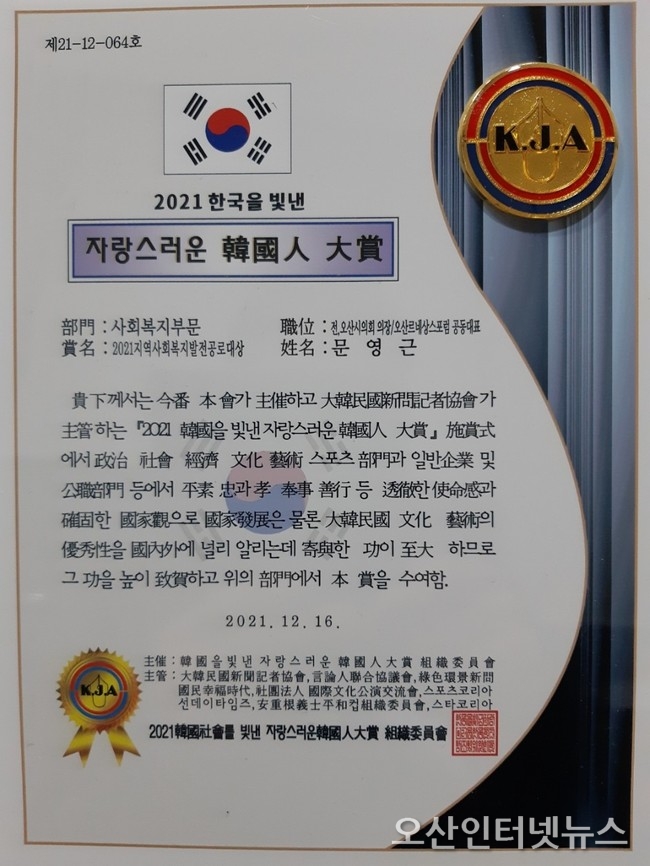 제21-12-064호
K.J.A
2021 한국을 빛낸
자랑스러운 韓國人 大賞
部門 : 사회복지부문
職位 : 전.오산시의회 의장/오산르네상스포럼 공동대표
賞名 : 2021지역사회복지발전공로대상
姓名 : 문 영 근
貴下께서는 今番 本會가 主催하고 大韓民國新問記者協會가
主管하는 『2021 韓國을 빛낸 자랑스러운 韓國人 大賞』 施賞式
에서 政治 社會 經濟 文化 藝術 스포츠 部門과 일반企業 및
公職部門 등에서 平素 忠과 孝 奉事 善行 등 透徹한 使命感과
確固한 國家觀으로 國家發展은 물론 大韓民國 文化 藝術의
優秀性을 國內外에 널리 알리는데 寄與한 功이 至大 하므로
그 功을 높이 致賀하고 위의 部門에서 本 賞을 수여함.
2021.12.16.
主催 : 韓國을빛낸 자랑스러운 韓國人大賞 組織委員會
主管 : 大韓民國新聞記者協會, 言論人聯合協議會, 綠色環景新問
國民幸福時代, 社團法人 國際文化公演交流會, 스포츠코리아
선데이타임즈, 安重根義士平和컵組織委員會, 스타코리아
K.J.A
2021韓國社會를 빛낸 자랑스러운韓國人大賞 組織委員會
오산인터넷뉴스